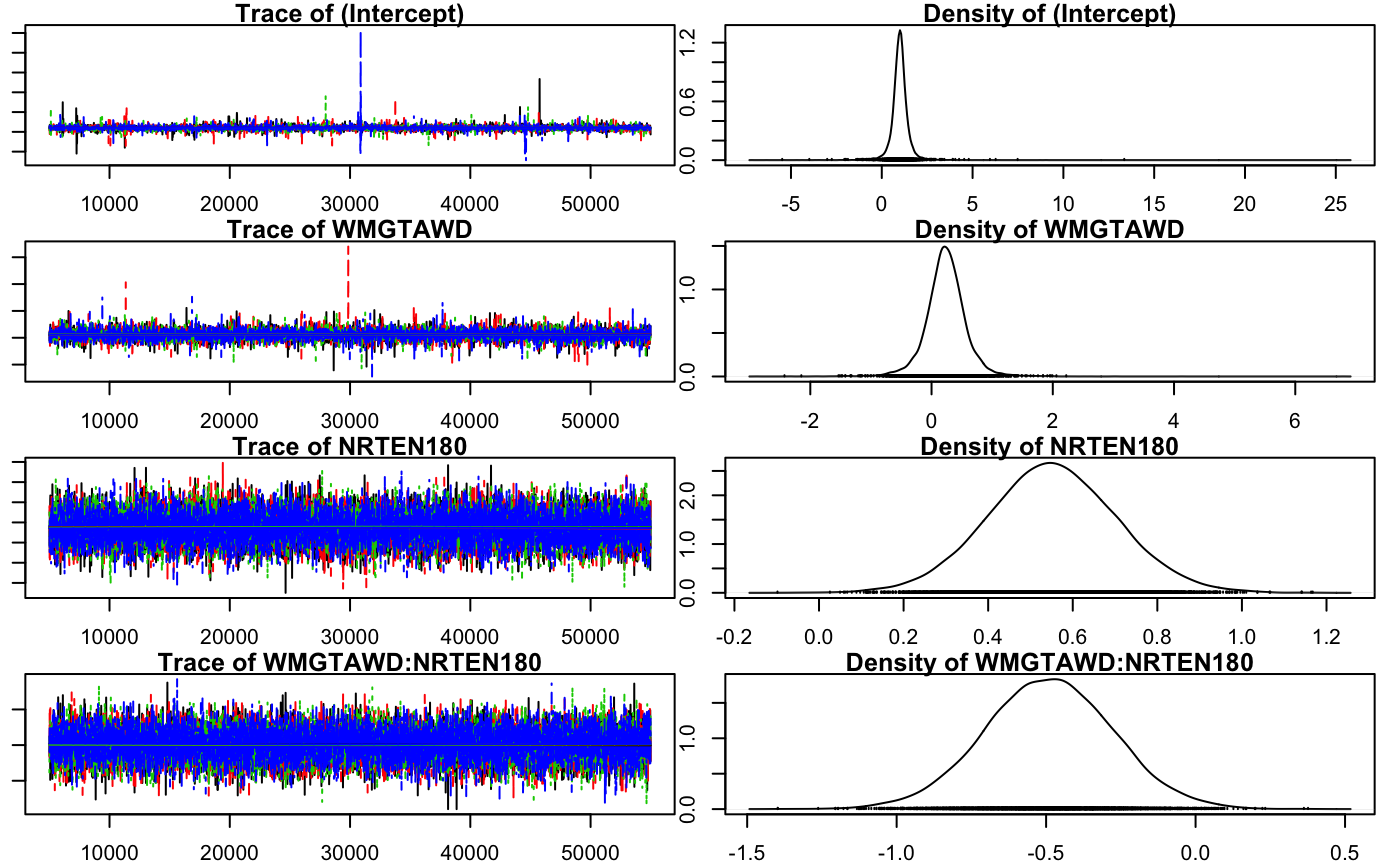 Trace of (Intercept) Density of (Intercept)
0.0 0.6 1.2
10000 20000 30000 40000 50000 -5 0 5 10 15 20 25
Trace of WMGTAWD Density of WMGTAWD
0.0 1.0
10000 20000 30000 40000 50000 -2 0 2 4 6
Trace of NRTEN180 Density of NRTEN180
0.0 1.0 2.0
10000 20000 30000 40000 50000 -0.2 0.0 0.2 0.4 0.6 0.8 1.0 1.2
Trace of WMGTAWD:NRTEN180 Density of WMGTAWD:NRTEN180
0.0 1.0
10000 20000 30000 40000 50000 -1.5 -1.0 -0.5 0.0 0.5